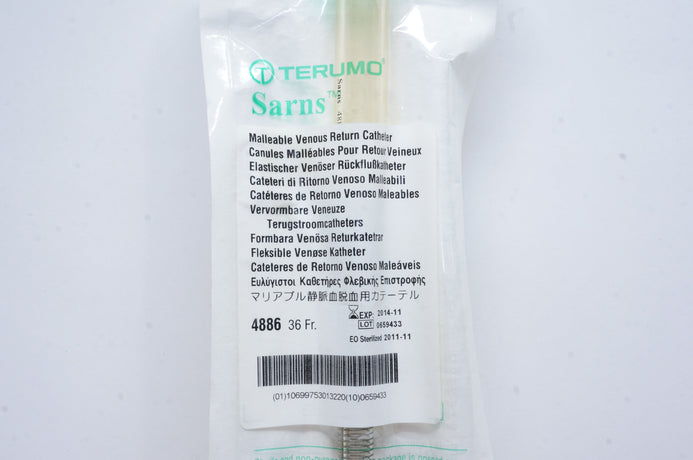 TERUMO®
Sarns™
Sarns 48
Malleable Venous Return Catheter
Canules Malléables Pour Retour Veineux
Elastischer Venöser Rückflußkatheter
Cateteri di Ritorno Venoso Malleabili
Catéteres de Retorno Venoso Maleables
Vervormbare Veneuze
Terugstroomcatheters
Formbara Venösa Returkatetrar
Fleksible Venøse Katheter
Cateteres de Retorno Venoso Maleáveis
Ευλύγιστοι Καθετήρες Φλεβικής Επιστροφής
マリアブル静脈血脱血用カテーテル
4886 36 Fr.
EXP: 2014-11
LOT 0659433
EO Sterilized 2011-11
(01)10699753013220(10)0659433